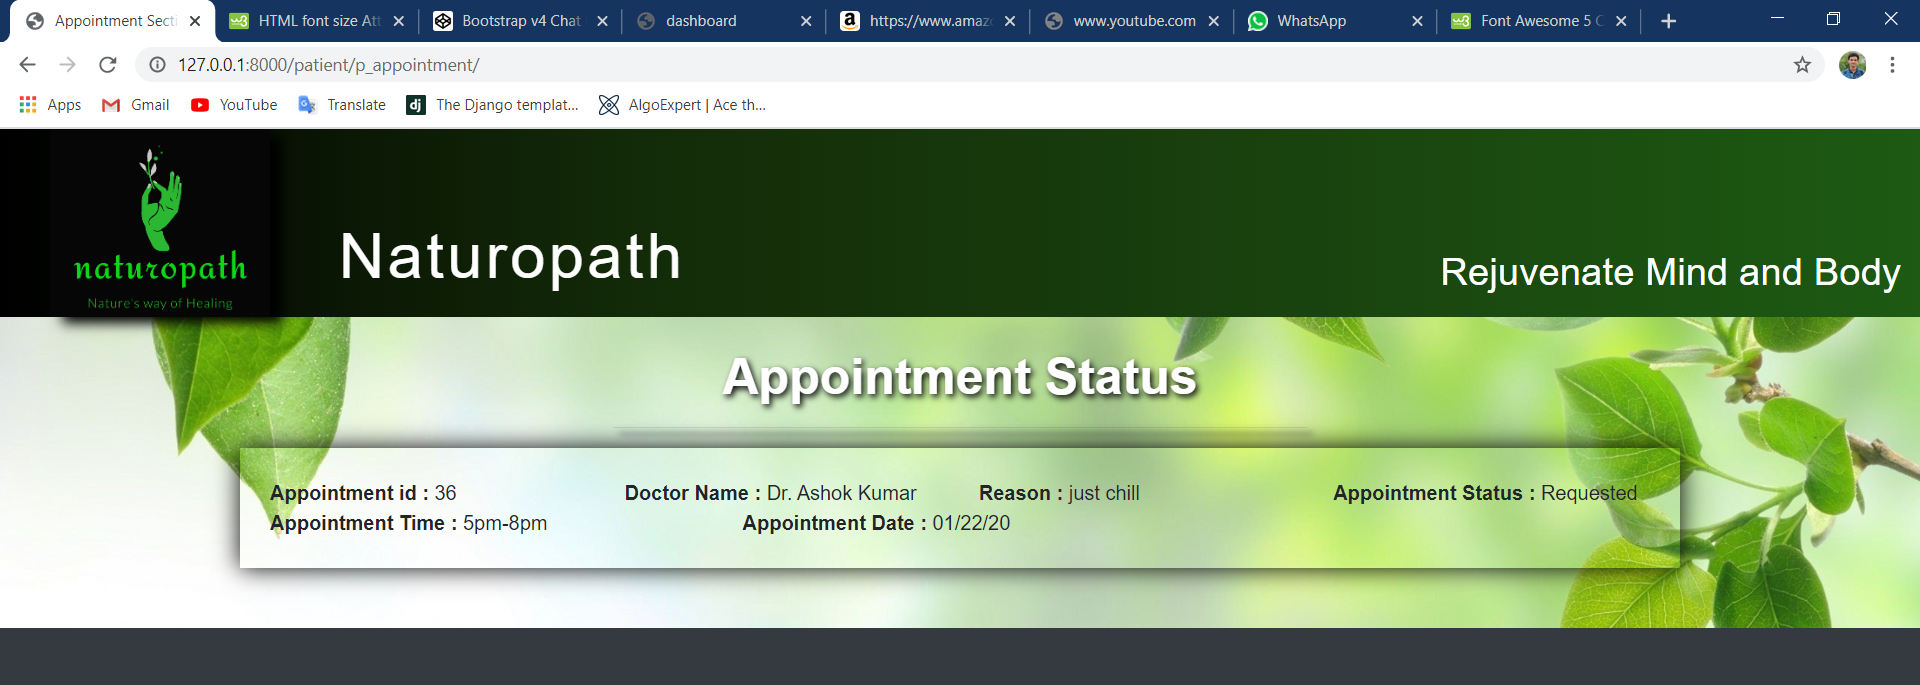 Appointment Secti
HTML font size Att
Bootstrap v4 Chat
dashboard
https://www.amaz
www.youtube.com
WhatsApp
Font Awesome 5 C
127.0.0.1:8000/patient/p_appointment/
Apps
Gmail
YouTube
Translate
dj
The Django templat...
AlgoExpert | Ace th...
naturopath
Nature's way of Healing
Naturopath
Rejuvenate Mind and Body
Appointment Status
Appointment id : 36
Doctor Name : Dr. Ashok Kumar
Reason : just chill
Appointment Status : Requested
Appointment Time : 5pm-8pm
Appointment Date : 01/22/20